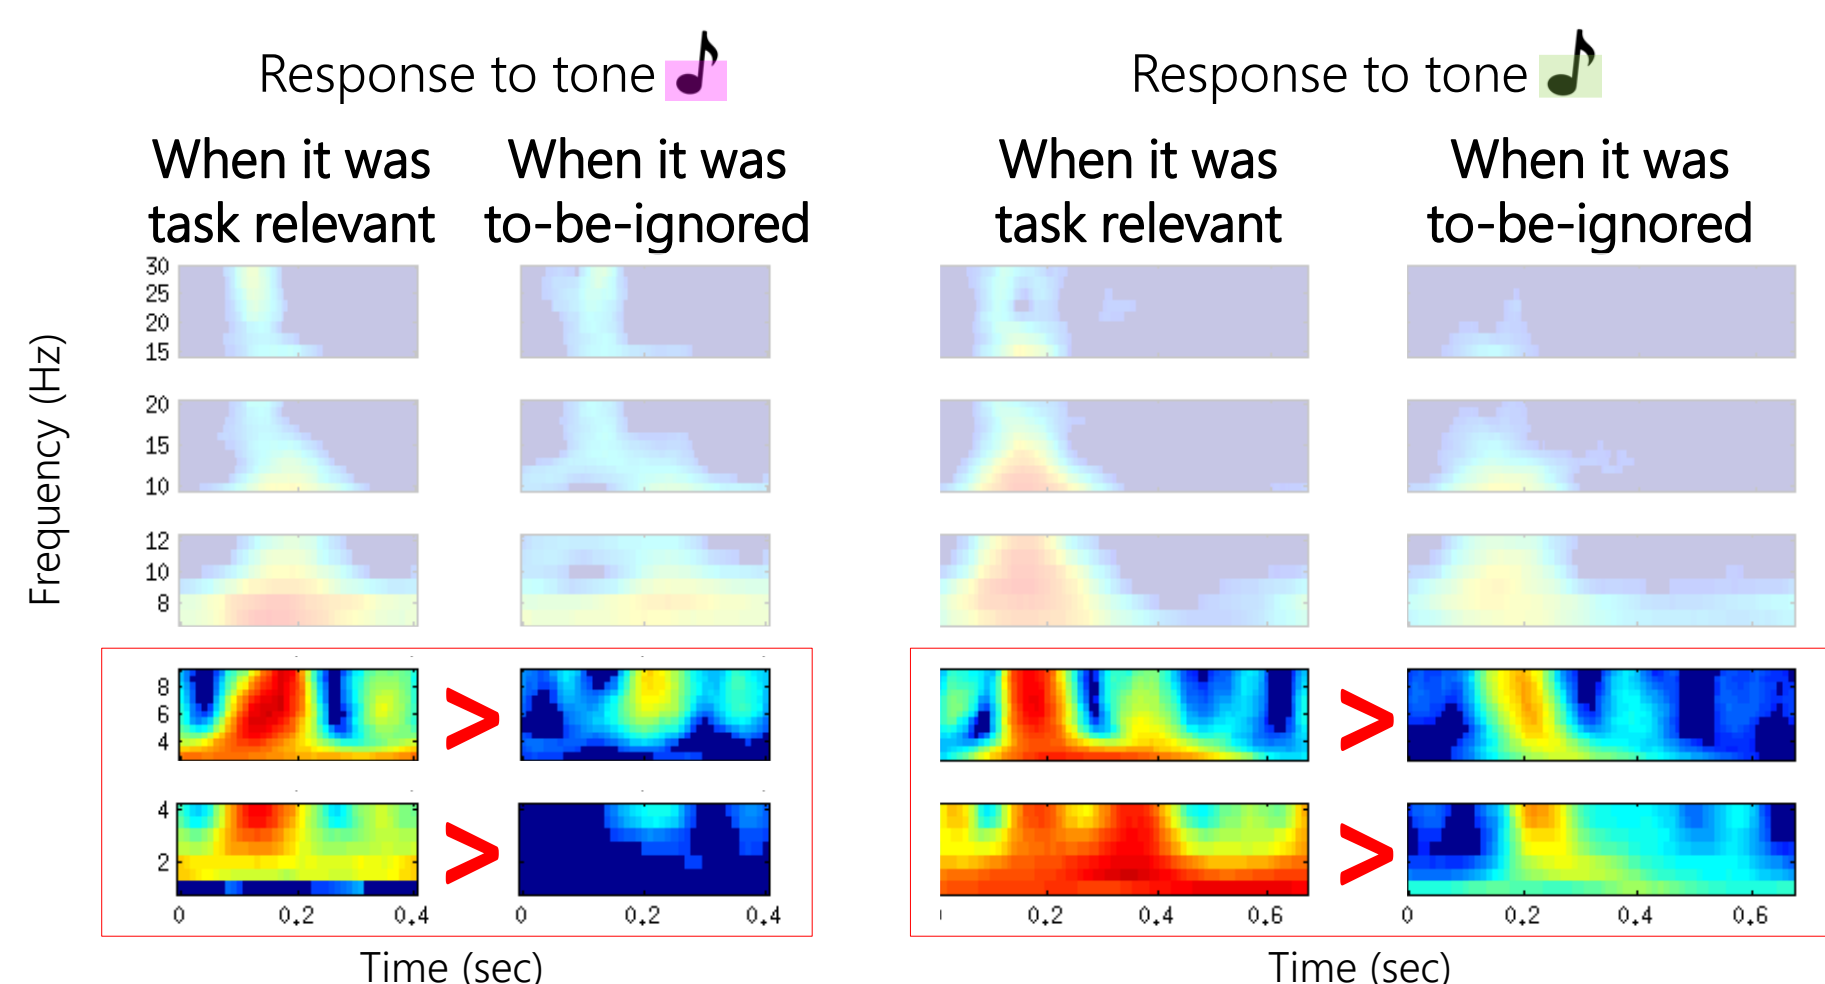 Response to tone
Response to tone
When it was
task relevant
When it was
to-be-ignored
When it was
task relevant
When it was
to-be-ignored
Frequency (Hz)
30
25
20
15
20
15
10
12
10
8
8
6
4
>
>
4
2
>
>
0 0.2 0.4
0 0.2 0.4
0.2 0.4 0.6
0 0.2 0.4 0.6
Time (sec)
Time (sec)